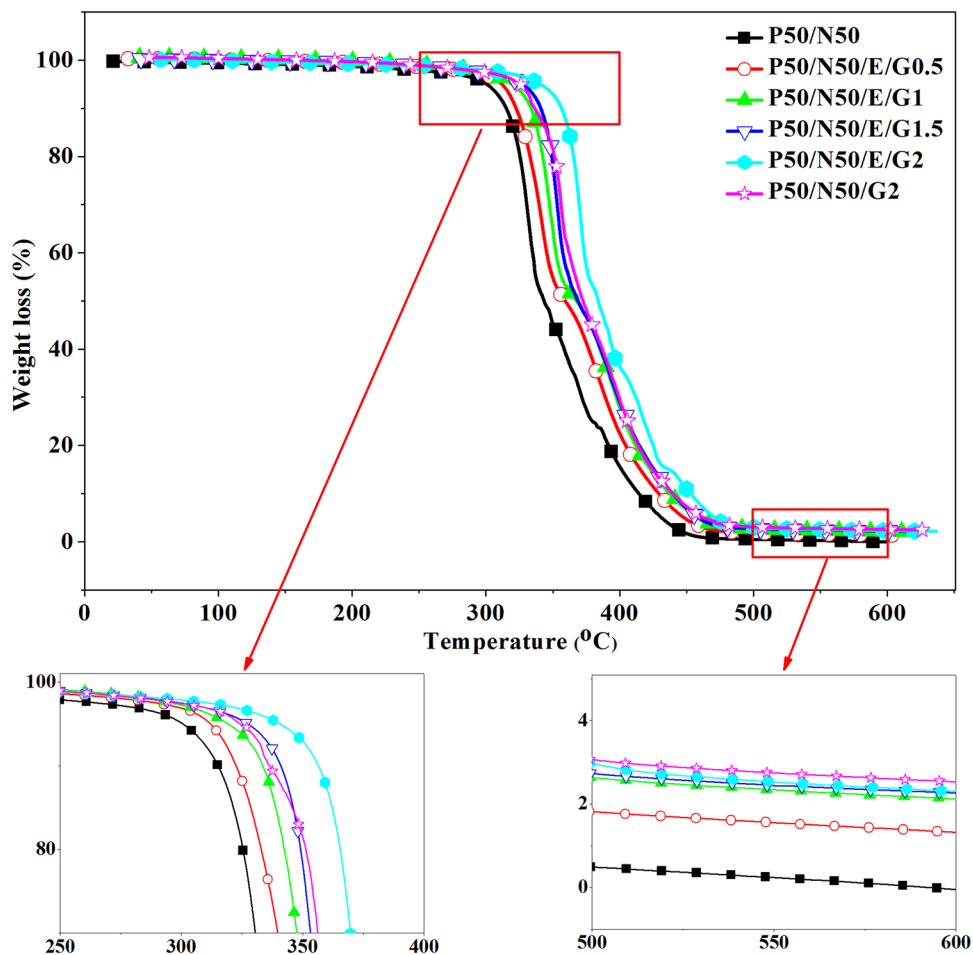 P50/N50
P50/N50/E/G0.5
P50/N50/E/G1
P50/N50/E/G1.5
P50/N50/E/G2
P50/N50/G2
Weight loss (%)
100
80
60
40
20
0
0 100 200 300 400 500 600
Temperature (⁰C)
100
80
250 300 350 400
4
2
0
500 550 600